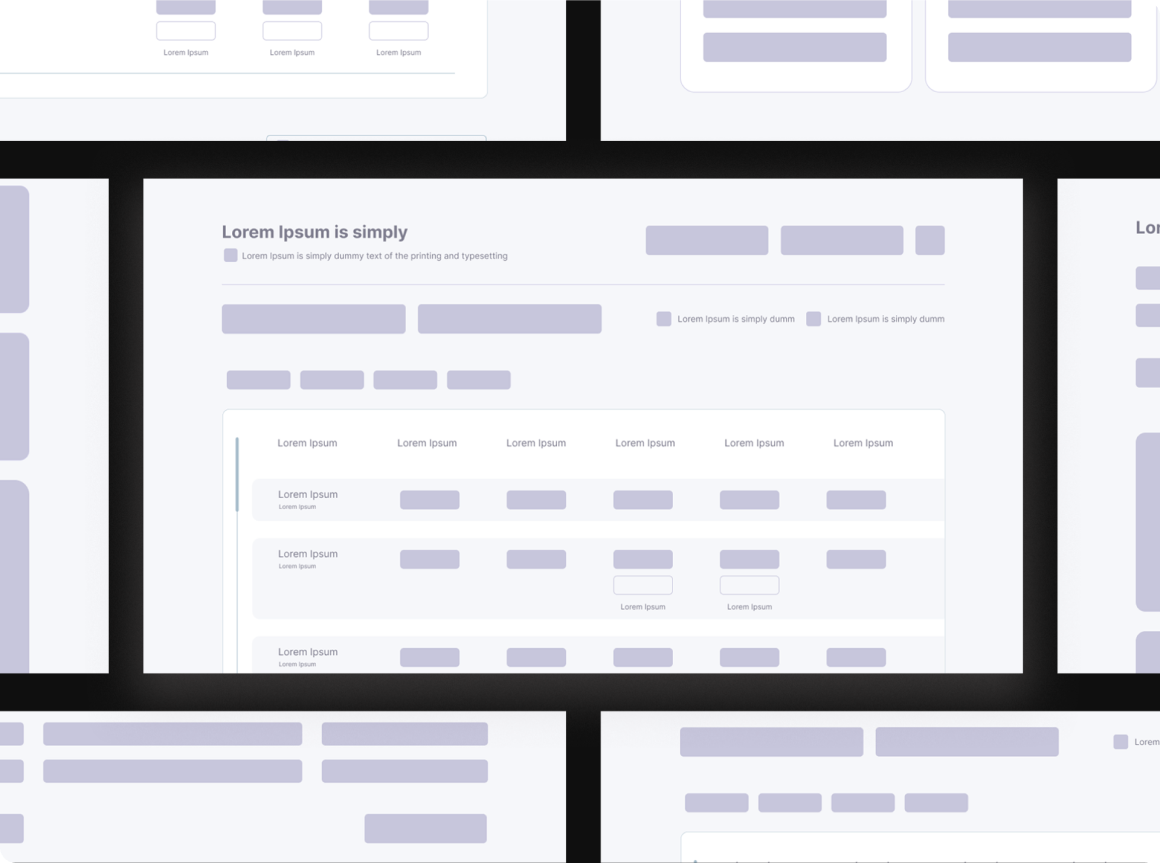 Lorem Ipsum Lorem Ipsum Lorem Ipsum
Lorem Ipsum is simply
Lorem Ipsum is simply dummy text of the printing and typesetting
Lorem Ipsum is simply dumm Lorem Ipsum is simply dumm
Lorem Ipsum Lorem Ipsum Lorem Ipsum Lorem Ipsum Lorem Ipsum Lorem Ipsum
Lorem Ipsum
Lorem Ipsum
Lorem Ipsum
Lorem Ipsum
Lorem Ipsum Lorem Ipsum
Lorem Ipsum
Lorem Ipsum
Lor
Lorem